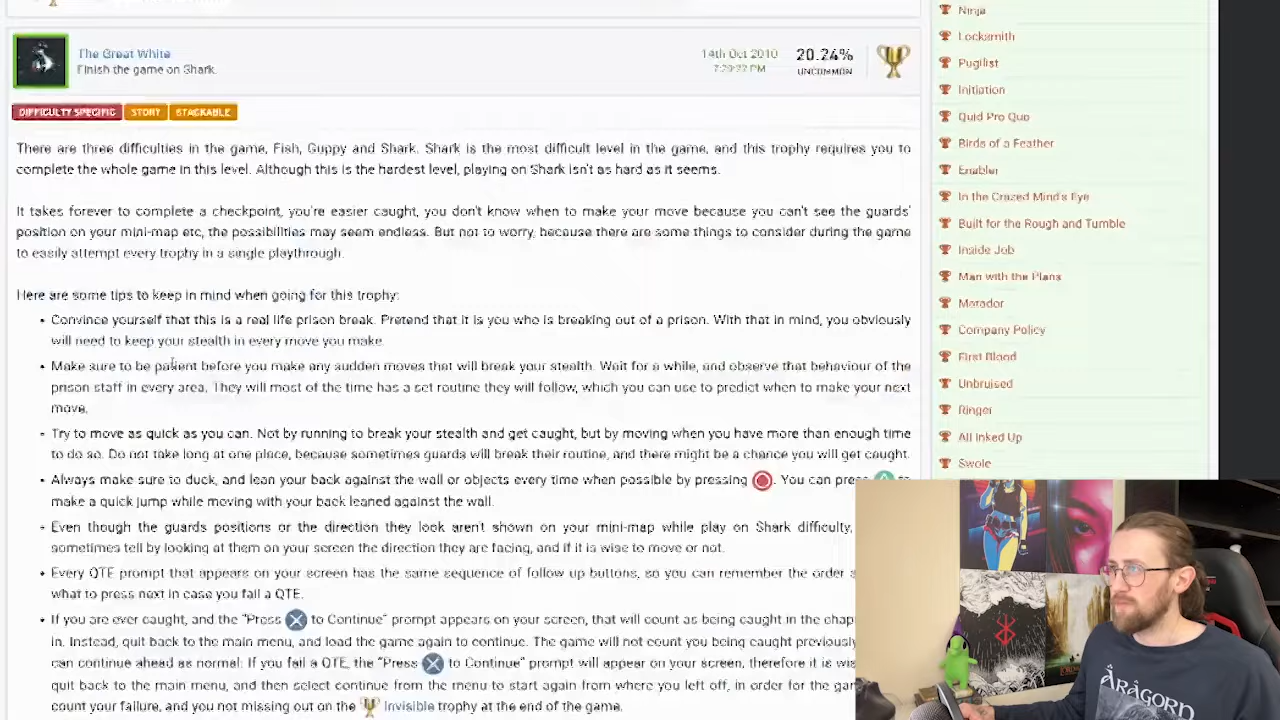 The Great White
Finish the game on Shark.
14th Oct 2010
20.24%
UNCOMMON
DIFFICULTY SPECIFIC STORY STACKABLE
There are three difficulties in the game, Fish, Guppy and Shark. Shark is the most difficult level in the game, and this trophy requires you to
complete the whole game in this level. Although this is the hardest level, playing on Shark isn't as hard as it seems.
It takes forever to complete a checkpoint, you're easier caught, you don't know when to make your move because you can't see the guards'
position on your mini-map etc, the possibilities may seem endless. But not to worry, because there are some things to consider during the game
to easily attempt every trophy in a single playthrough.
Here are some tips to keep in mind when going for this trophy:
• Convince yourself that this is a real life prison break. Pretend that it is you who is breaking out of a prison. With that in mind, you obviously
will need to keep your stealth in every move you make.
• Make sure to be patient before you make any sudden moves that will break your stealth. Wait for a while, and observe that behaviour of the
prison staff in every area. They will most of the time has a set routine they will follow, which you can use to predict when to make your next
move.
• Try to move as quick as you can. Not by running to break your stealth and get caught, but by moving when you have more than enough time
to do so. Do not take long at one place, because sometimes guards will break their routine, and there might be a chance you will get caught.
• Always make sure to duck, and lean your back against the wall or objects every time when possible by pressing . You can press to
make a quick jump while moving with your back leaned against the wall.
• Even though the guards positions or the direction they look aren't shown on your mini-map while play on Shark difficulty,
sometimes tell by looking at them on your screen the direction they are facing, and if it is wise to move or not.
• Every QTE prompt that appears on your screen has the same sequence of follow up buttons, so you can remember the order
what to press next in case you fail a QTE.
• If you are ever caught, and the "Press to Continue" prompt appears on your screen, that will count as being caught in the chap
in. Instead, quit back to the main menu, and load the game again to continue. The game will not count you being caught previously
can continue ahead as normal. If you fail a QTE, the "Press to Continue" prompt will appear on your screen, therefore it is wis
quit back to the main menu, and then select continue from the menu to start again from where you left off, in order for the gam
count your failure, and you not missing out on the Invisible trophy at the end of the game.
Ninja
Locksmith
Pugilist
Initiation
Quid Pro Quo
Birds of a Feather
Enabler
In the Crazed Mind's Eye
Built for the Rough and Tumble
Inside Job
Man with the Plans
Matador
Company Policy
First Blood
Unbruised
Ringer
All Inked Up
Swole
ARAGORN